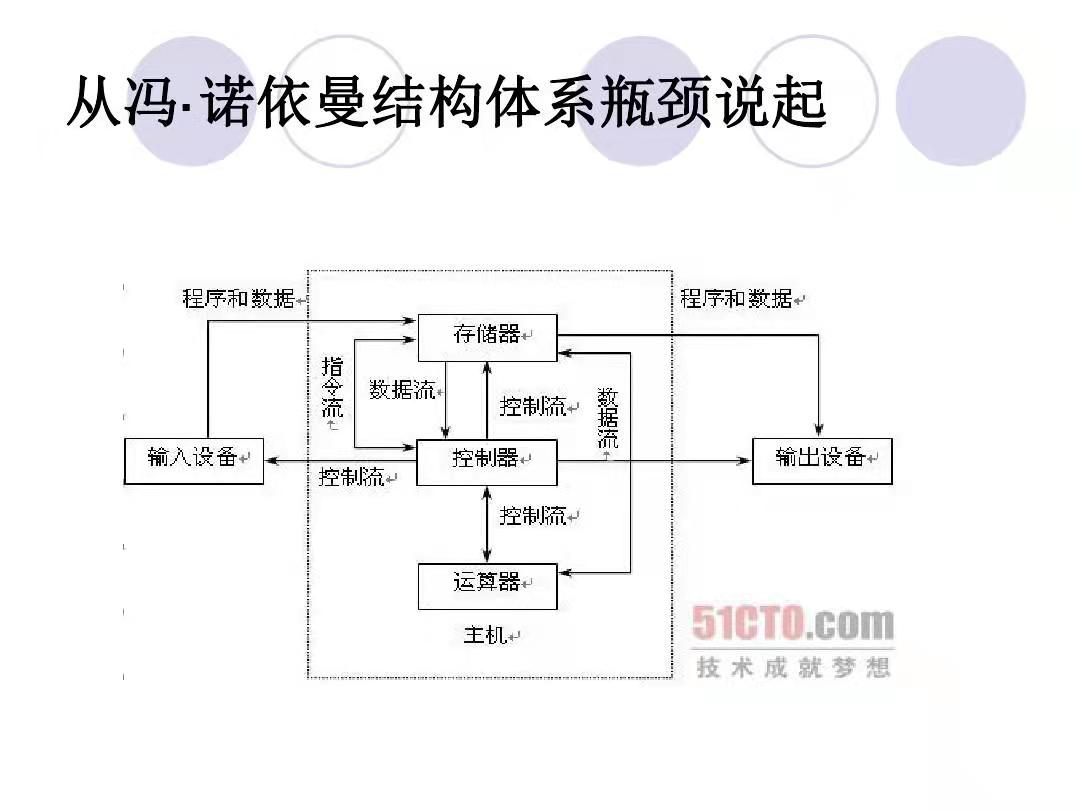 从冯·诺依曼结构体系瓶颈说起
程序和数据
程序和数据
存储器
指令流
数据流
控制流
数据流
输入设备
控制流
控制器
输出设备
控制流
运算器
主机
51CTO.com
技术成就梦想